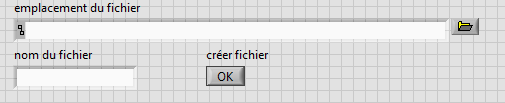 emplacement du fichier
nom du fichier
créer fichier
OK